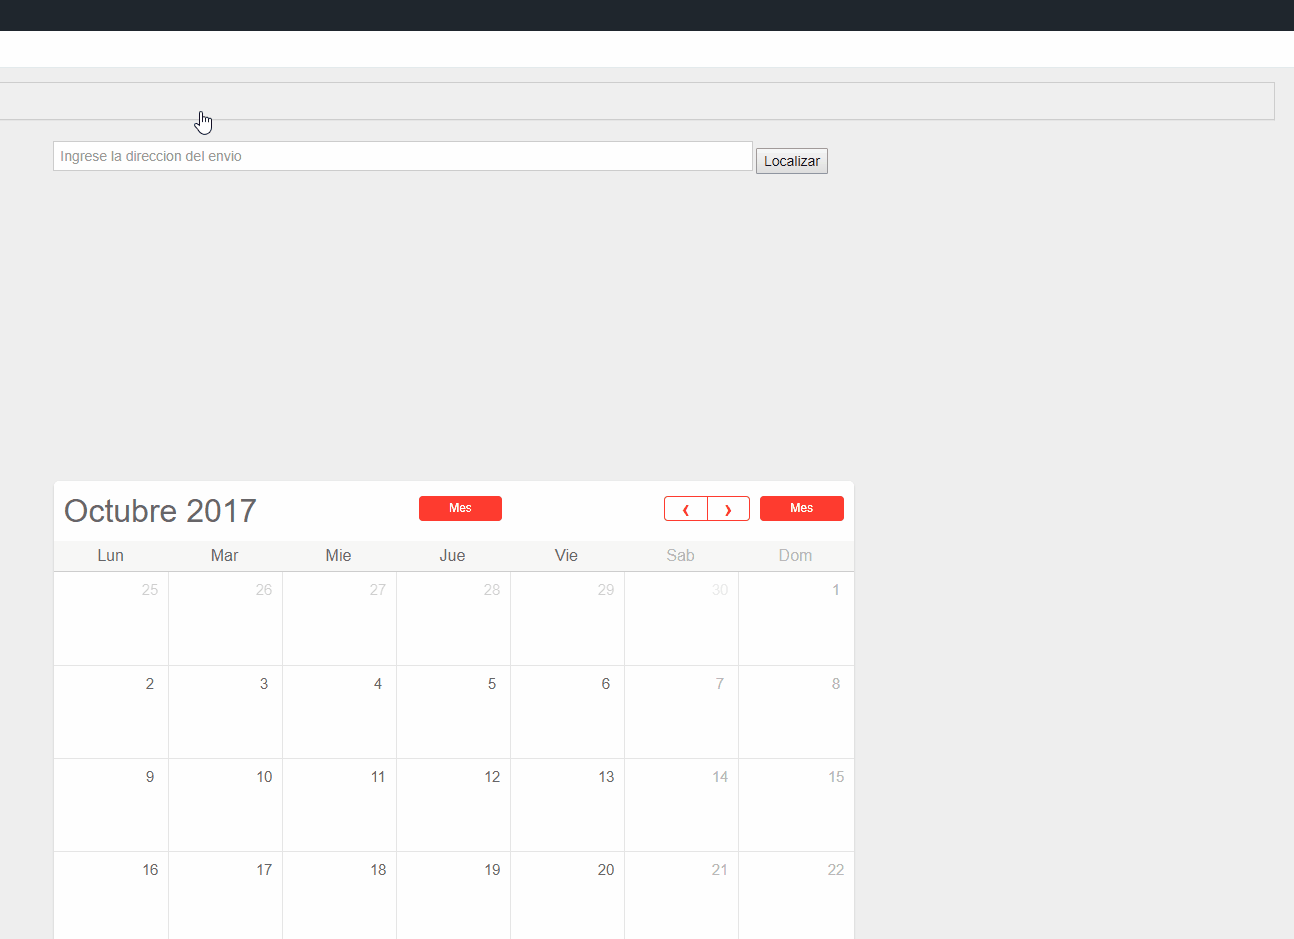 Ingrese la direccion del envio Localizar
Octubre 2017 Mes ❮ ❯ Mes
Lun Mar Mie Jue Vie Sab Dom
25 26 27 28 29 30 1
2 3 4 5 6 7 8
9 10 11 12 13 14 15
16 17 18 19 20 21 22